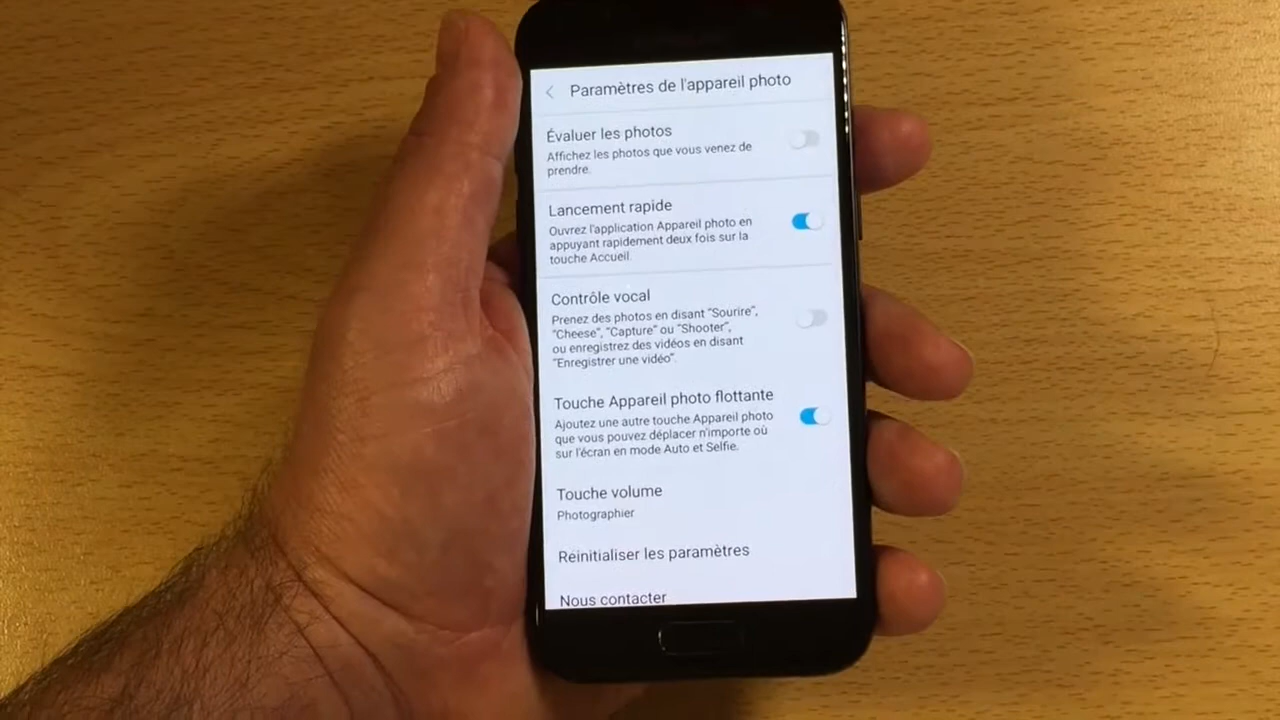 Paramètres de l'appareil photo
Évaluer les photos
Affichez les photos que vous venez de
prendre.
Lancement rapide
Ouvrez l'application Appareil photo en
appuyant rapidement deux fois sur la
touche Accueil.
Contrôle vocal
Prenez des photos en disant "Sourire",
"Cheese", "Capture" ou "Shooter",
ou enregistrez des vidéos en disant
"Enregistrer une vidéo".
Touche Appareil photo flottante
Ajoutez une autre touche Appareil photo
que vous pouvez déplacer n'importe où
sur l'écran en mode Auto et Selfie.
Touche volume
Photographier
Réinitialiser les paramètres
Nous contacter